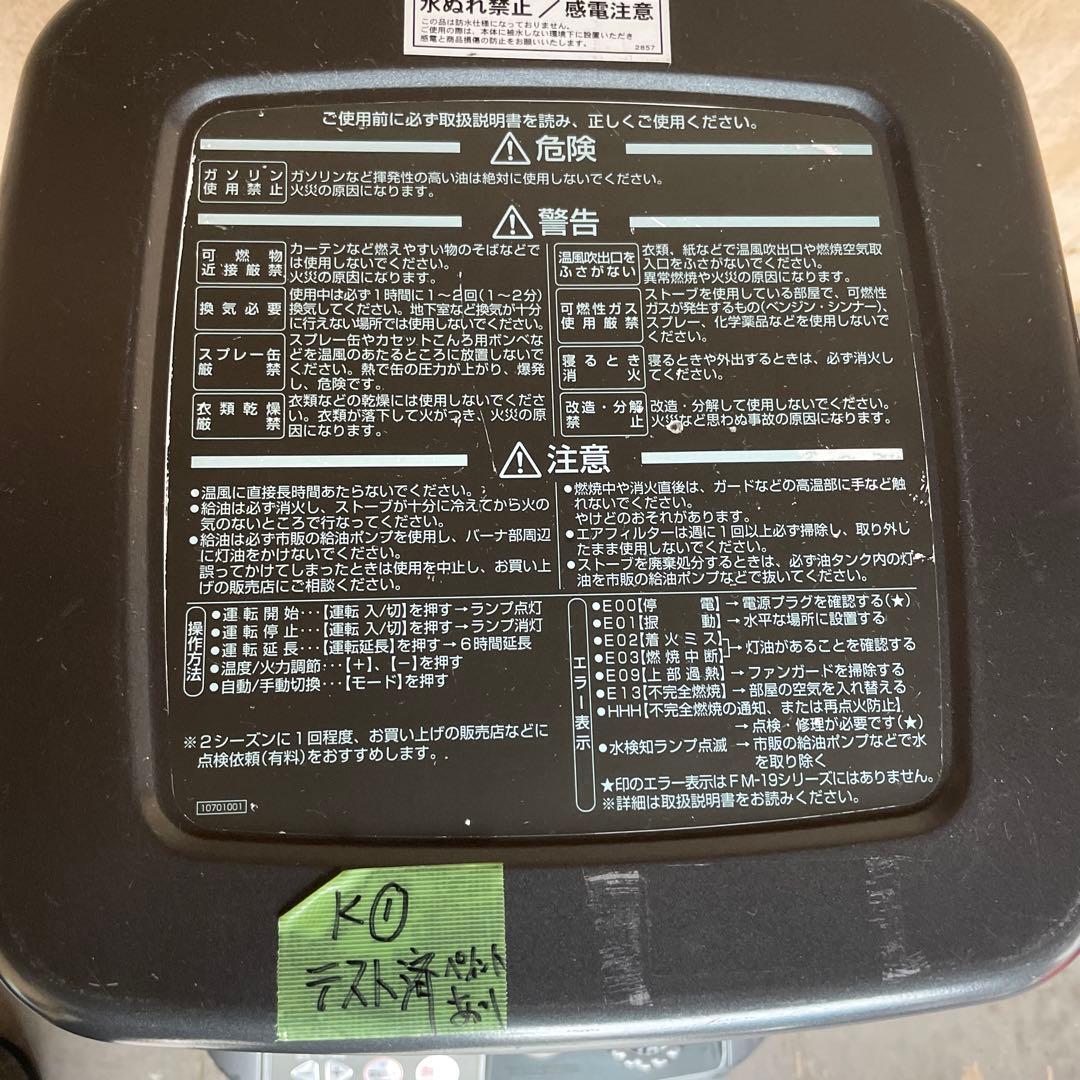 水ぬれ禁止／感電注意
この品は防水仕様になっておりません。
ご使用の際は、本体に被水しない環境下に設置いただき
感電と商品損傷の防止をお願いいたします。
2857
ご使用前に必ず取扱説明書を読み、正しくご使用ください。
危険
ガソリン
使用禁止
ガソリンなど揮発性の高い油は絶対に使用しないでください。
火災の原因になります。
警告
可燃物
近接厳禁
カーテンなど燃えやすい物のそばなどで
は使用しないでください。
火災の原因になります。
換気必要
使用中は必ず1時間に1〜2回(1〜2分)
換気してください。地下室など換気が十分
に行えない場所では使用しないでください。
スプレー缶
厳禁
スプレー缶やカセットこんろ用ボンベな
どを温風のあたるところに放置しないで
ください。熱で缶の圧力が上がり、爆発
し、危険です。
衣類乾燥
厳禁
衣類などの乾燥には使用しないでくださ
い。衣類が落下して火がつき、火災の原
因になります。
温風吹出口を
ふさがない
衣類、紙などで温風吹出口や燃焼空気取
入口をふさがないでください。
異常燃焼や火災の原因になります。
可燃性ガス
使用厳禁
ストーブを使用している部屋で、可燃性
ガスが発生するもの(ベンジン・シンナー)、
スプレー、化学薬品などを使用しないで
ください。
寝るとき
消火
寝るときや外出するときは、必ず消火し
てください。
改造・分解
禁止
改造・分解して使用しないでください。
火災など思わぬ事故の原因になります。
注意
●温風に直接長時間あたらないでください。
●給油は必ず消火し、ストーブが十分に冷えてから火の
気のないところで行なってください。
●給油は必ず市販の給油ポンプを使用し、バーナ部周辺
に灯油をかけないでください。
誤ってかけてしまったときは使用を中止し、お買い上
げの販売店にご相談ください。
●燃焼中や消火直後は、ガードなどの高温部に手など触
れないでください。
やけどのおそれがあります。
●エアフィルターは週に1回以上必ず掃除し、取り外し
たまま使用しないでください。
●ストーブを廃棄処分するときは、必ず油タンク内の灯
油を市販の給油ポンプなどで抜いてください。
操作方法
●運転開始･･･【運転 入/切】を押す→ランプ点灯
●運転停止･･･【運転 入/切】を押す→ランプ消灯
●運転延長･･･【運転延長】を押す→6時間延長
●温度/火力調節･･･【+】、【−】を押す
●自動/手動切換･･･【モード】を押す
※2シーズンに1回程度、お買い上げの販売店などに
点検依頼(有料)をおすすめします。
10701001
エラー表示
●E00【停電】→電源プラグを確認する(★)
●E01【振動】→水平な場所に設置する
●E02【着火ミス】
●E03【燃焼中断】→灯油があることを確認する
●E09【上部過熱】→ファンガードを掃除する
●E13【不完全燃焼】→部屋の空気を入れ替える
●HHH【不完全燃焼の通知、または再点火防止】
→点検・修理が必要です(★)
●水検知ランプ点滅→市販の給油ポンプなどで水
を取り除く
★印のエラー表示はFM-19シリーズにはありません。
※詳細は取扱説明書をお読みください。
K①
テスト済 ペイント
あり